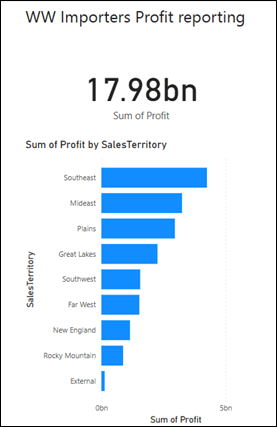 WW Importers Profit reporting
17.98bn
Sum of Profit
Sum of Profit by SalesTerritory
SalesTerritory
Southeast
Mideast
Plains
Great Lakes
Southwest
Far West
New England
Rocky Mountain
External
0bn 5bn
Sum of Profit